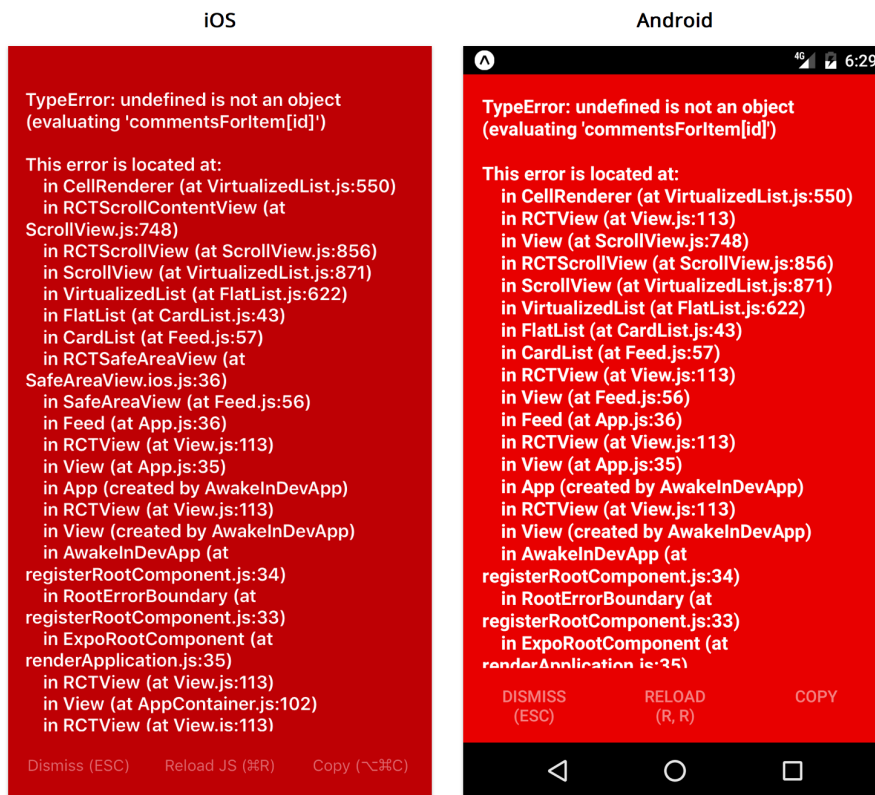 iOS
TypeError: undefined is not an object
(evaluating 'commentsForItem[id]')
This error is located at:
in CellRenderer (at VirtualizedList.js:550)
in RCTScrollContentView (at
ScrollView.js:748)
in RCTScrollView (at ScrollView.js:856)
in ScrollView (at VirtualizedList.js:871)
in VirtualizedList (at FlatList.js:622)
in FlatList (at CardList.js:43)
in CardList (at Feed.js:57)
in RCTSafeAreaView (at
SafeAreaView.ios.js:36)
in SafeAreaView (at Feed.js:56)
in Feed (at App.js:36)
in RCTView (at View.js:113)
in View (at App.js:35)
in App (created by AwakeInDevApp)
in RCTView (at View.js:113)
in View (created by AwakeInDevApp)
in AwakeInDevApp (at
registerRootComponent.js:34)
in RootErrorBoundary (at
registerRootComponent.js:33)
in ExpoRootComponent (at
renderApplication.js:35)
in RCTView (at View.js:113)
in View (at AppContainer.js:102)
in RCTView (at View.js:113)
Dismiss (ESC) Reload JS (⌘R) Copy (⌥⌘C)
Android
4G 6:29
TypeError: undefined is not an object
(evaluating 'commentsForItem[id]')
This error is located at:
in CellRenderer (at VirtualizedList.js:550)
in RCTView (at View.js:113)
in View (at ScrollView.js:748)
in RCTScrollView (at ScrollView.js:856)
in ScrollView (at VirtualizedList.js:871)
in VirtualizedList (at FlatList.js:622)
in FlatList (at CardList.js:43)
in CardList (at Feed.js:57)
in RCTView (at View.js:113)
in View (at Feed.js:56)
in Feed (at App.js:36)
in RCTView (at View.js:113)
in View (at App.js:35)
in App (created by AwakeInDevApp)
in RCTView (at View.js:113)
in View (created by AwakeInDevApp)
in AwakeInDevApp (at
registerRootComponent.js:34)
in RootErrorBoundary (at
registerRootComponent.js:33)
in ExpoRootComponent (at
renderApplication.js:35)
DISMISS RELOAD COPY
(ESC) (R, R)